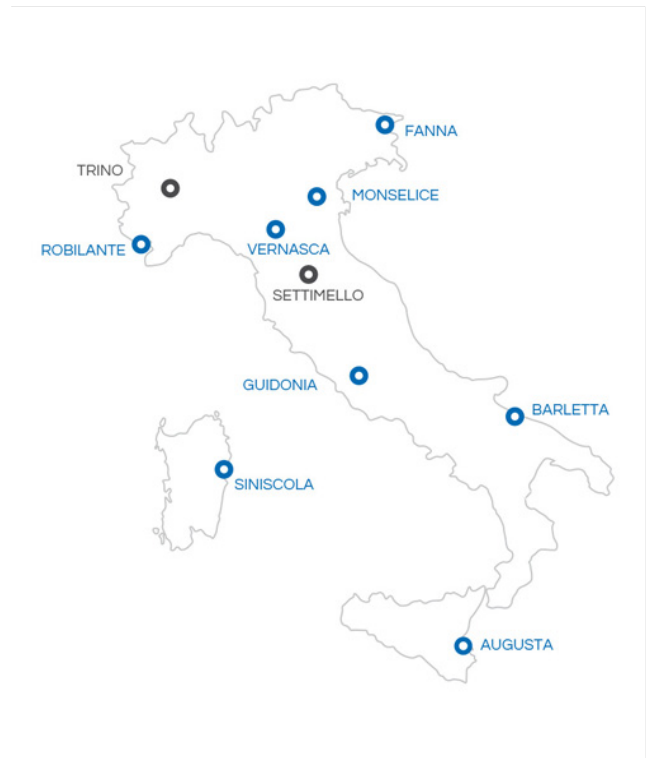 FANNA
TRINO
MONSELICE
ROBILANTE
VERNASCA
SETTIMELLO
GUIDONIA
BARLETTA
SINISCOLA
AUGUSTA